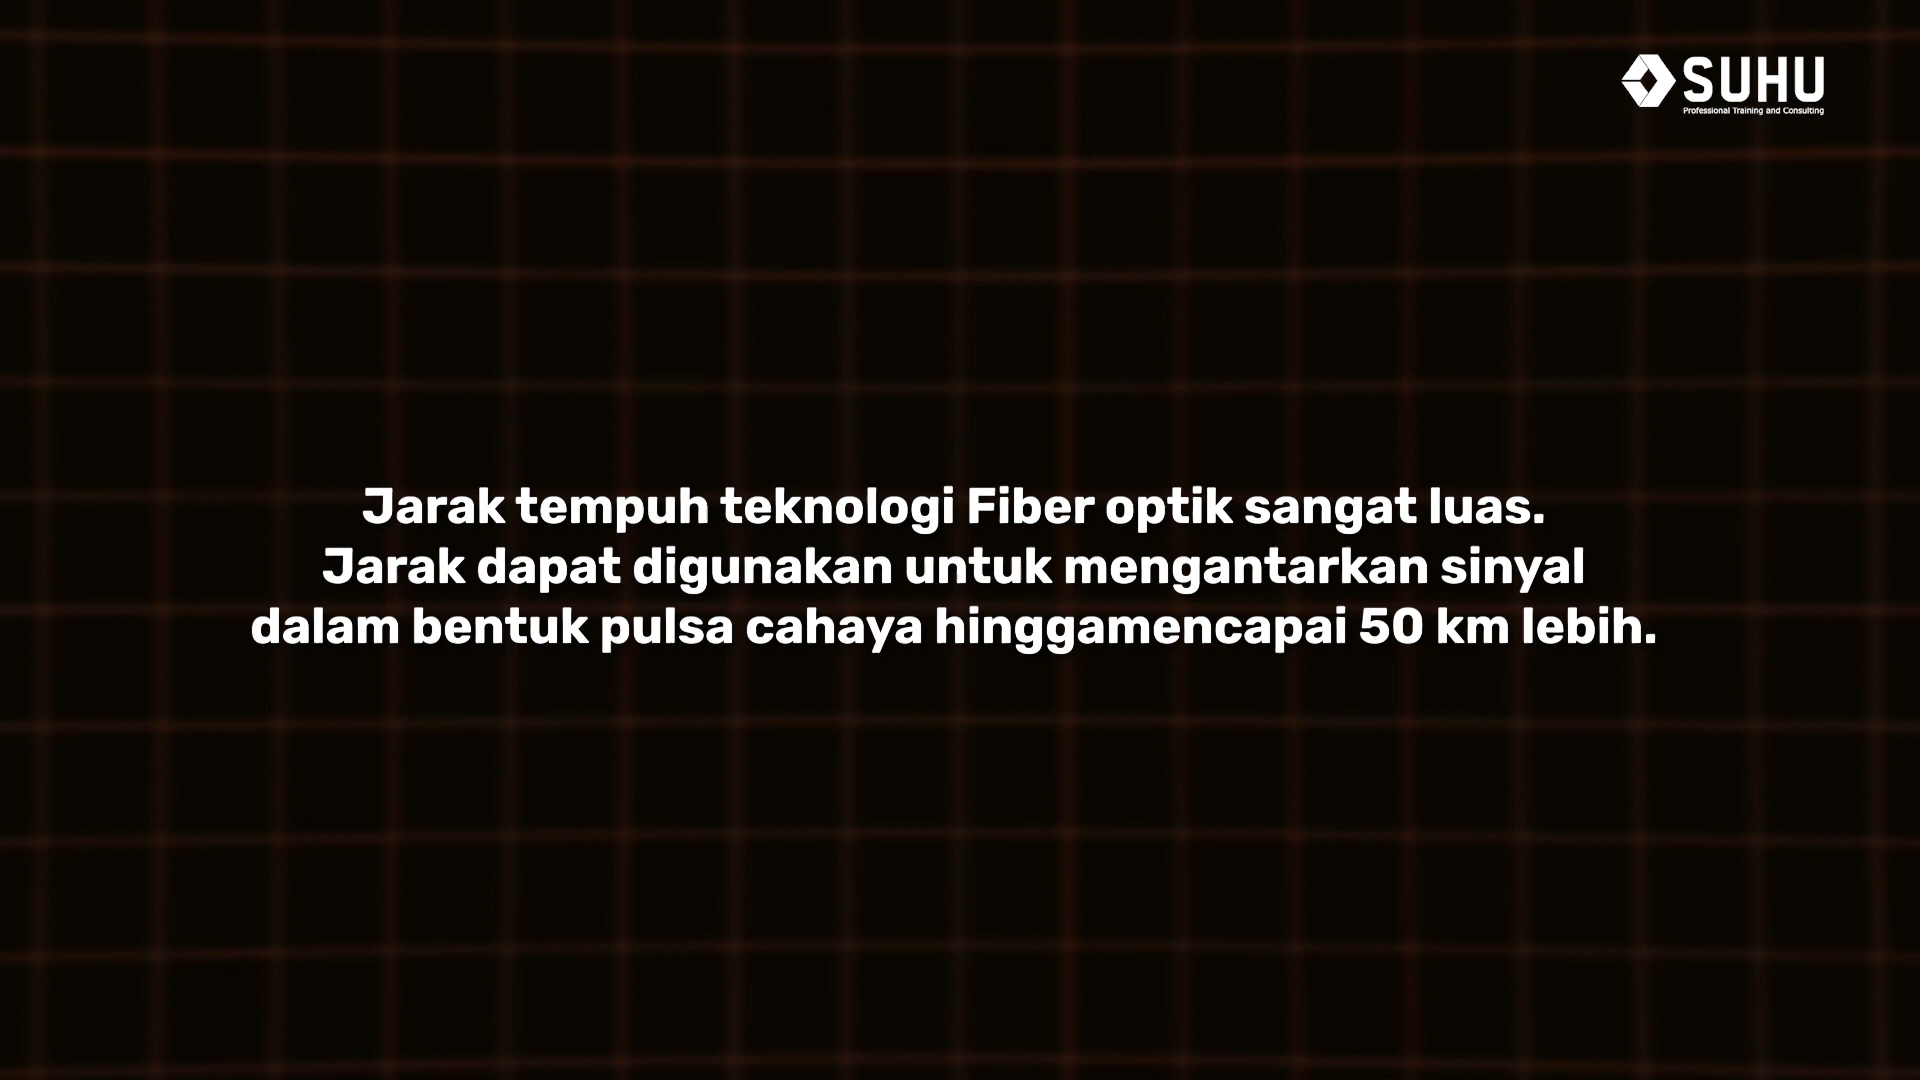 SUHU
Professional Training and Consulting
Jarak tempuh teknologi Fiber optik sangat luas.
Jarak dapat digunakan untuk mengantarkan sinyal
dalam bentuk pulsa cahaya hinggamencapai 50 km lebih.